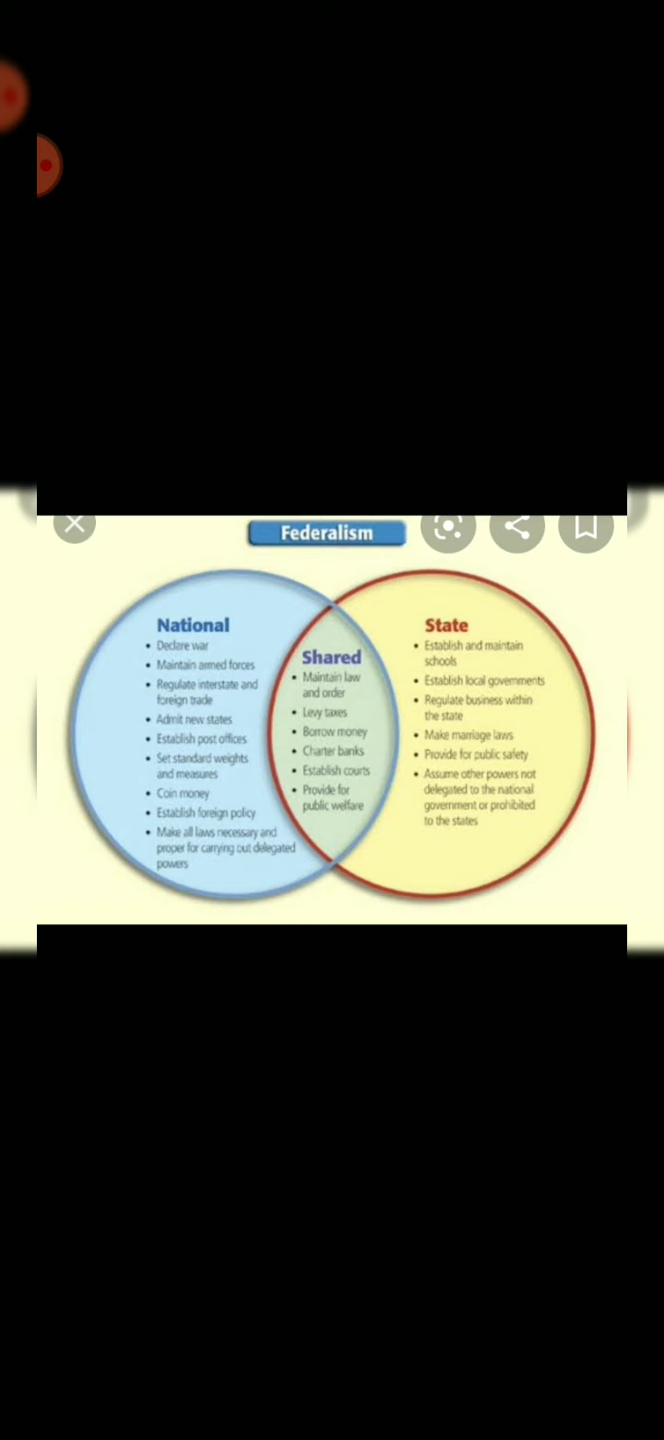 Federalism
National
• Declare war
• Maintain armed forces
• Regulate interstate and
foreign trade
• Admit new states
• Establish post offices
• Set standard weights
and measures
• Coin money
• Establish foreign policy
• Make all laws necessary and
proper for carrying out delegated
powers
Shared
• Maintain law
and order
• Levy taxes
• Borrow money
• Charter banks
• Establish courts
• Provide for
public welfare
State
• Establish and maintain
schools
• Establish local governments
• Regulate business within
the state
• Make marriage laws
• Provide for public safety
• Assume other powers not
delegated to the national
government or prohibited
to the states